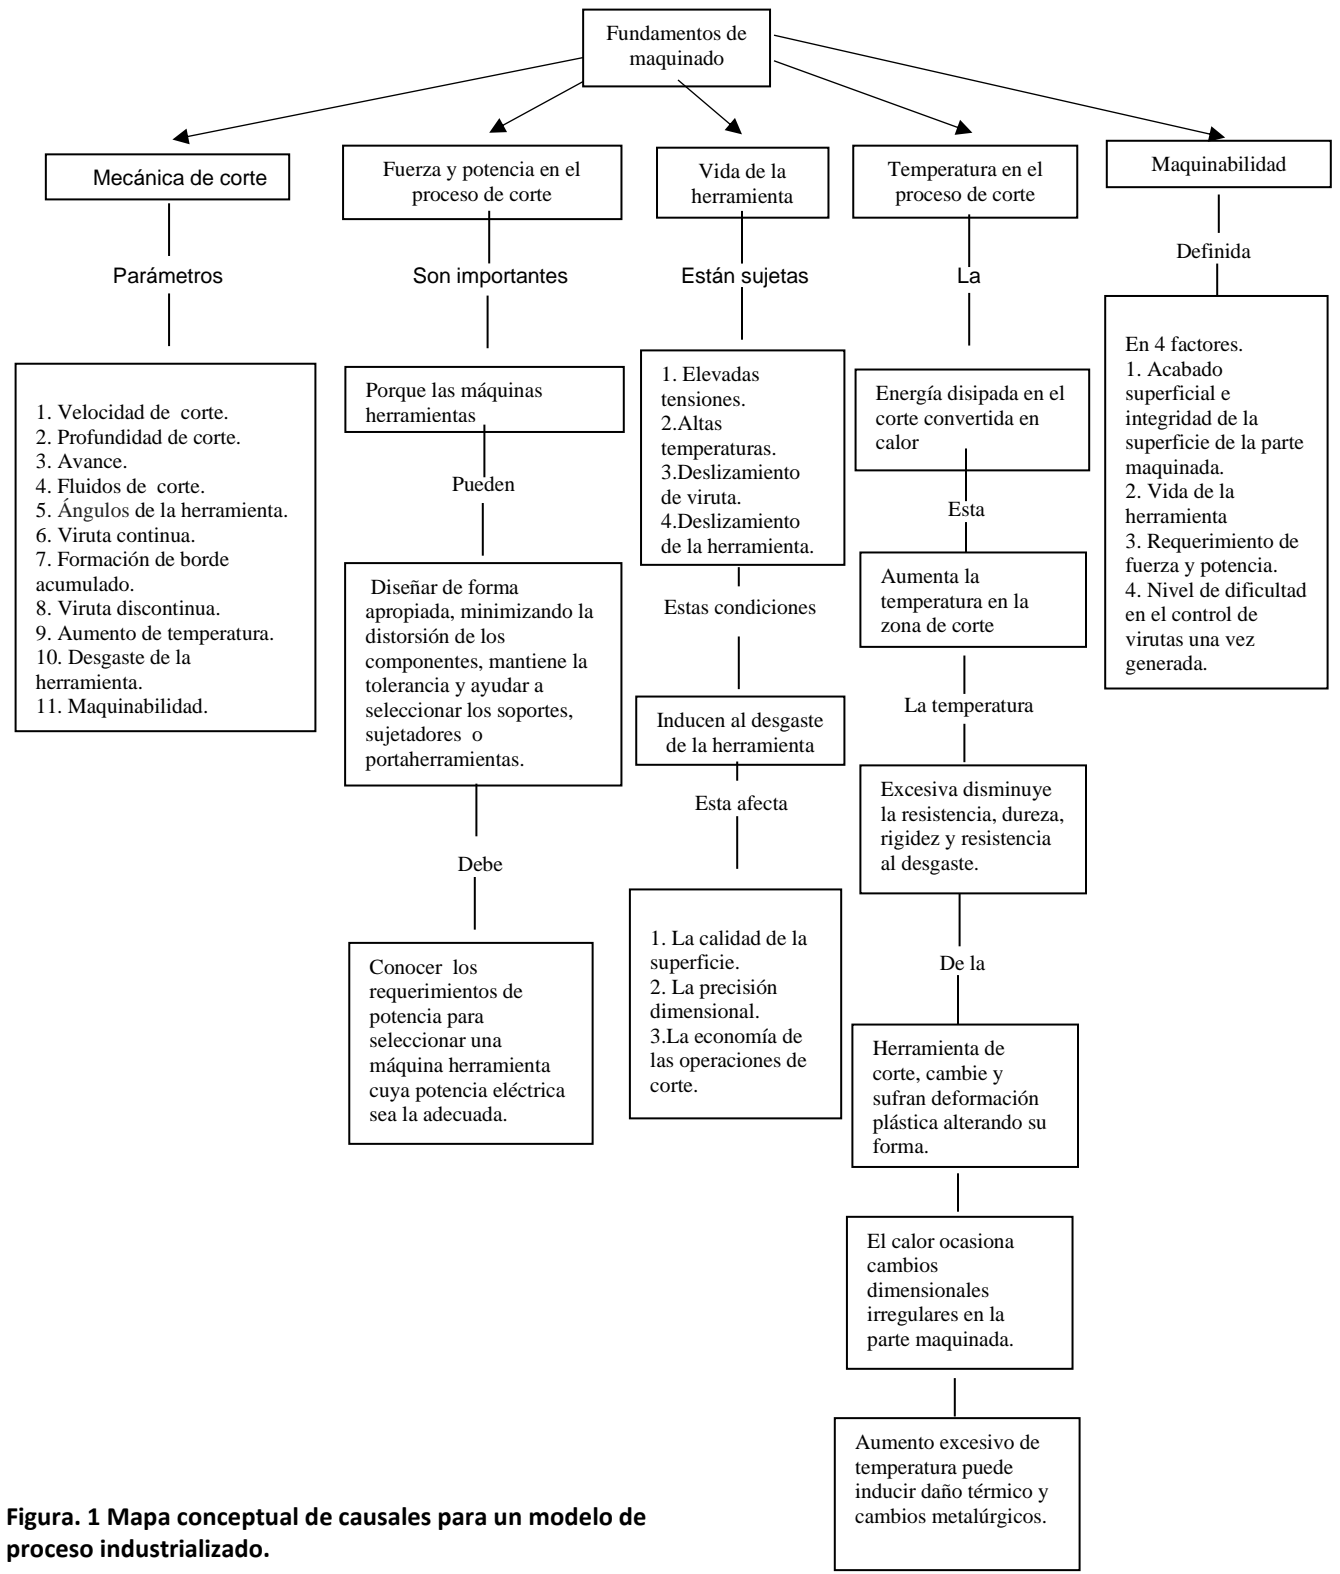 Fundamentos de
maquinado
Mecánica de corte
Parámetros
1. Velocidad de corte.
2. Profundidad de corte.
3. Avance.
4. Fluidos de corte.
5. Ángulos de la herramienta.
6. Viruta continua.
7. Formación de borde
acumulado.
8. Viruta discontinua.
9. Aumento de temperatura.
10. Desgaste de la
herramienta.
11. Maquinabilidad.
Fuerza y potencia en el
proceso de corte
Son importantes
Porque las máquinas
herramientas
Pueden
Diseñar de forma
apropiada, minimizando la
distorsión de los
componentes, mantiene la
tolerancia y ayudar a
seleccionar los soportes,
sujetadores o
portaherramientas.
Debe
Conocer los
requerimientos de
potencia para
seleccionar una
máquina herramienta
cuya potencia eléctrica
sea la adecuada.
Vida de la
herramienta
Están sujetas
1. Elevadas
tensiones.
2.Altas
temperaturas.
3.Deslizamiento
de viruta.
4.Deslizamiento
de la herramienta.
Estas condiciones
Inducen al desgaste
de la herramienta
Esta afecta
1. La calidad de la
superficie.
2. La precisión
dimensional.
3.La economía de
las operaciones de
corte.
Temperatura en el
proceso de corte
La
Energía disipada en el
corte convertida en
calor
Esta
Aumenta la
temperatura en la
zona de corte
La temperatura
Excesiva disminuye
la resistencia, dureza,
rigidez y resistencia
al desgaste.
De la
Herramienta de
corte, cambie y
sufran deformación
plástica alterando su
forma.
El calor ocasiona
cambios
dimensionales
irregulares en la
parte maquinada.
Aumento excesivo de
temperatura puede
inducir daño térmico y
cambios metalúrgicos.
Maquinabilidad
Definida
En 4 factores.
1. Acabado
superficial e
integridad de la
superficie de la parte
maquinada.
2. Vida de la
herramienta
3. Requerimiento de
fuerza y potencia.
4. Nivel de dificultad
en el control de
virutas una vez
generada.
Figura. 1 Mapa conceptual de causales para un modelo de
proceso industrializado.